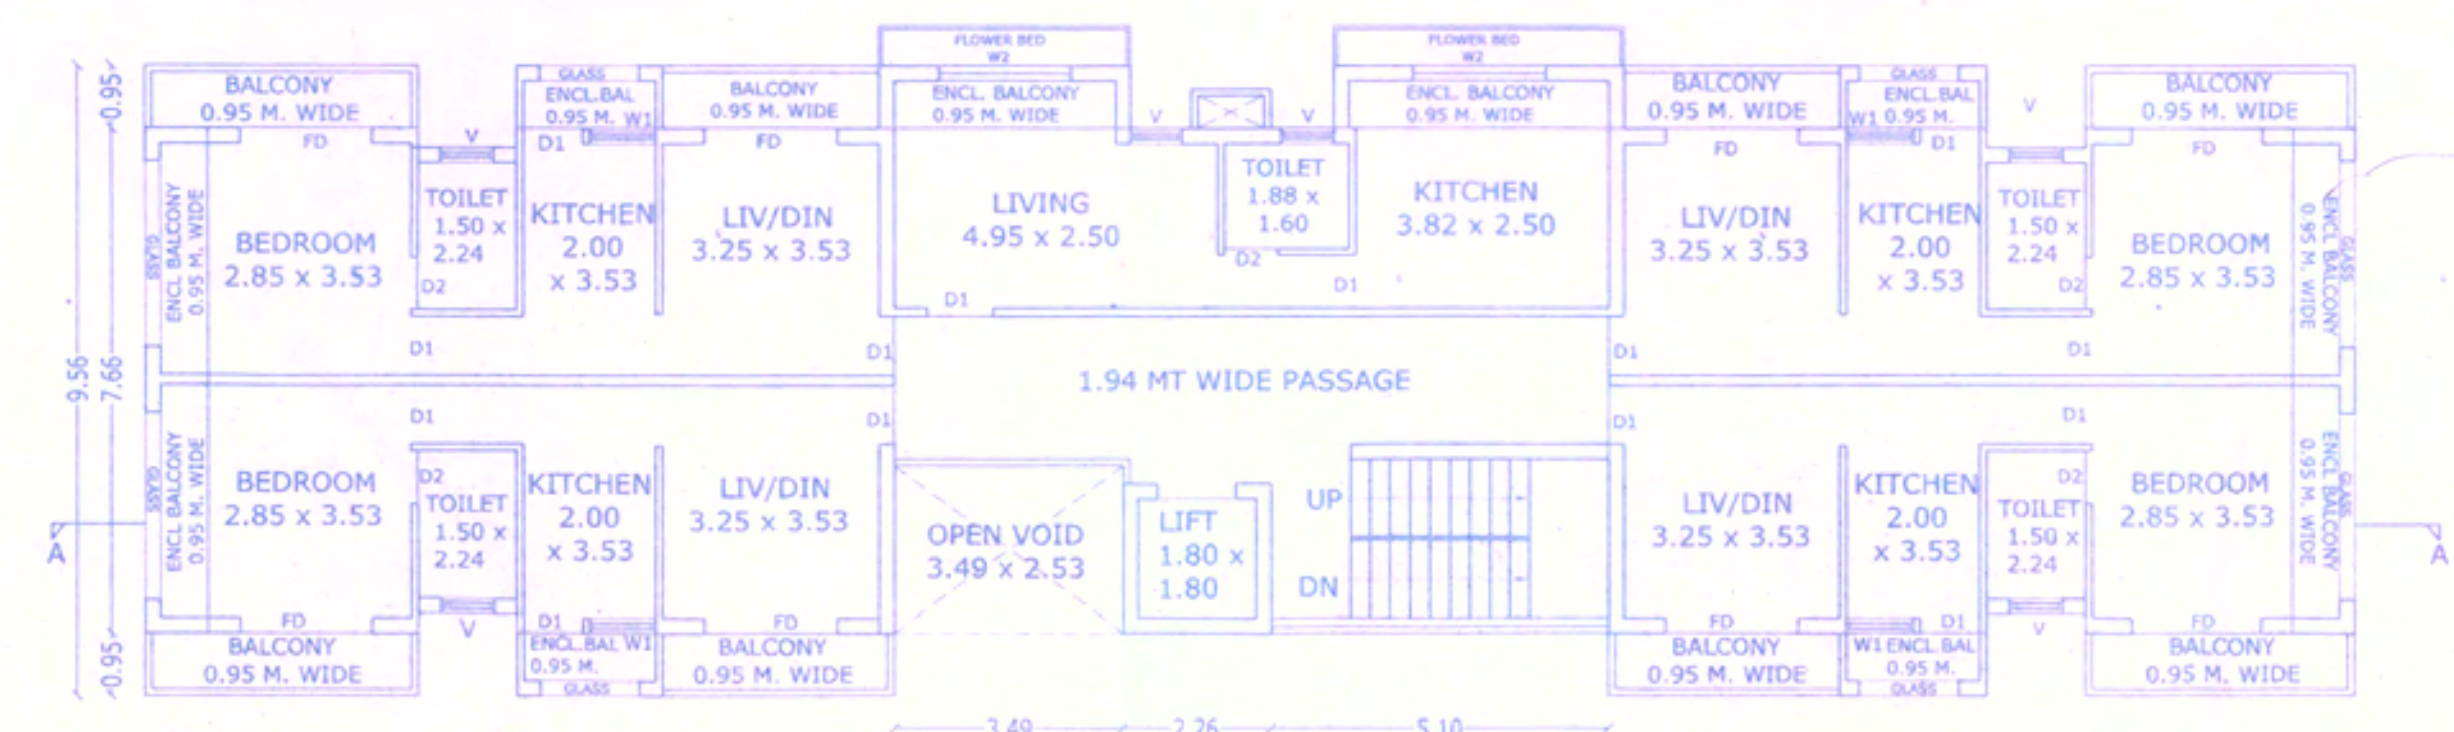 FLOWER BED
W2
FLOWER BED
W2
BALCONY
0.95 M. WIDE
GLASS
ENCL.BAL
0.95 M. W1
BALCONY
0.95 M. WIDE
ENCL. BALCONY
0.95 M. WIDE
V
V
ENCL. BALCONY
0.95 M. WIDE
BALCONY
0.95 M. WIDE
GLASS
ENCL.BAL
W1 0.95 M.
V
BALCONY
0.95 M. WIDE
0.95
9.56
7.66
0.95
FD
V
D1
FD
FD
D1
FD
GLASS
ENCL BALCONY
0.95 M. WIDE
BEDROOM
2.85 x 3.53
TOILET
1.50 x
2.24
D2
KITCHEN
2.00
x 3.53
LIV/DIN
3.25 x 3.53
LIVING
4.95 x 2.50
TOILET
1.88 x
1.60
D2
KITCHEN
3.82 x 2.50
D1
D1
LIV/DIN
3.25 x 3.53
KITCHEN
2.00
x 3.53
TOILET
1.50 x
2.24
D2
BEDROOM
2.85 x 3.53
ENCL BALCONY
0.95 M. WIDE
GLASS
D1
D1
D1
D1
1.94 MT WIDE PASSAGE
D1
D1
D1
D1
GLASS
ENCL BALCONY
0.95 M. WIDE
BEDROOM
2.85 x 3.53
D2
TOILET
1.50 x
2.24
KITCHEN
2.00
x 3.53
LIV/DIN
3.25 x 3.53
OPEN VOID
3.49 x 2.53
LIFT
1.80 x
1.80
UP
DN
LIV/DIN
3.25 x 3.53
KITCHEN
2.00
x 3.53
D2
TOILET
1.50 x
2.24
BEDROOM
2.85 x 3.53
ENCL BALCONY
0.95 M. WIDE
GLASS
A
A
FD
V
D1
FD
FD
D1
V
FD
BALCONY
0.95 M. WIDE
ENCL.BAL W1
0.95 M.
GLASS
BALCONY
0.95 M. WIDE
BALCONY
0.95 M. WIDE
W1 ENCL BAL
0.95 M.
GLASS
BALCONY
0.95 M. WIDE
3.49
2.26
5.10